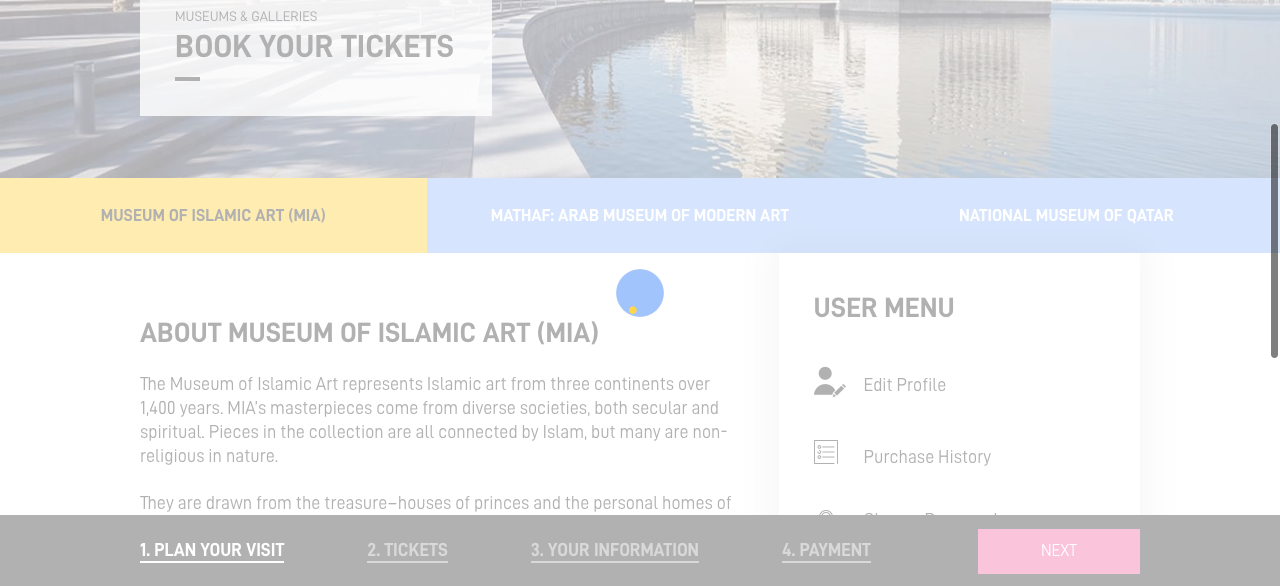 MUSEUMS & GALLERIES
BOOK YOUR TICKETS
MUSEUM OF ISLAMIC ART (MIA)
MATHAF: ARAB MUSEUM OF MODERN ART
NATIONAL MUSEUM OF QATAR
ABOUT MUSEUM OF ISLAMIC ART (MIA)
The Museum of Islamic Art represents Islamic art from three continents over
1,400 years. MIA's masterpieces come from diverse societies, both secular and
spiritual. Pieces in the collection are all connected by Islam, but many are non-
religious in nature.
They are drawn from the treasure–houses of princes and the personal homes of
USER MENU
Edit Profile
Purchase History
1. PLAN YOUR VISIT
2. TICKETS
3. YOUR INFORMATION
4. PAYMENT
NEXT